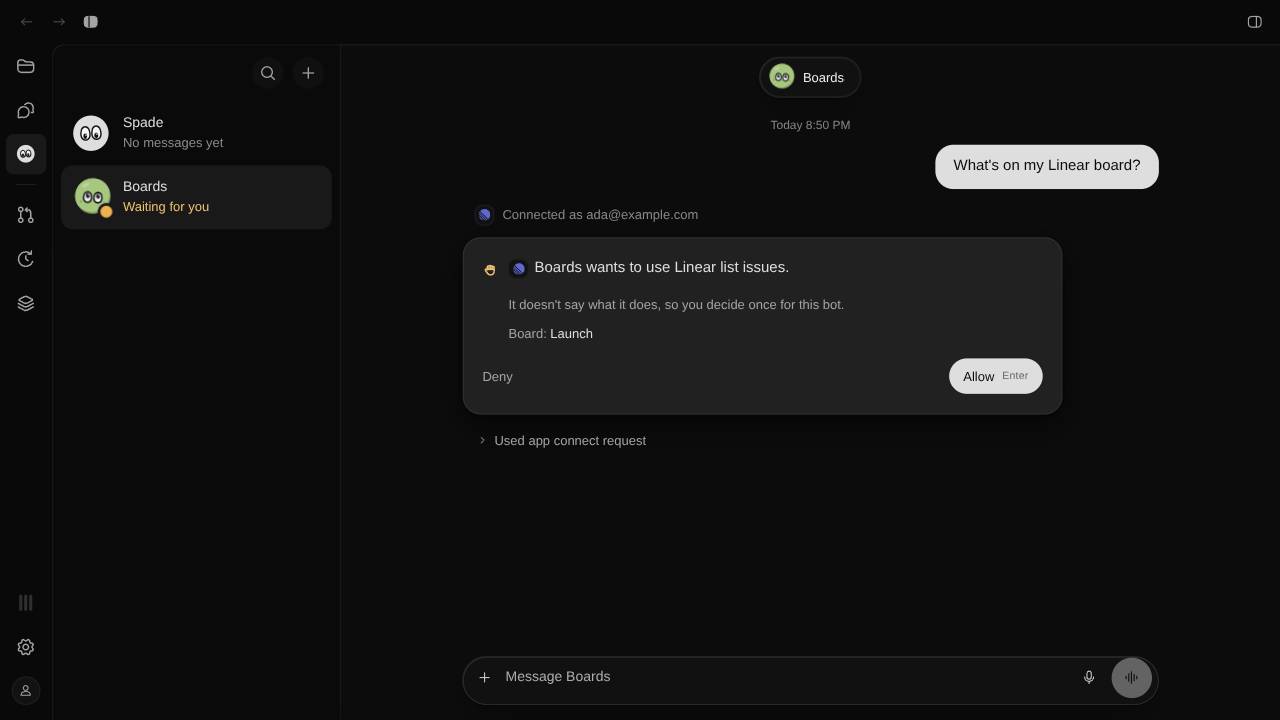 Spade
No messages yet
Boards
Waiting for you
Boards
Today 8:50 PM
What's on my Linear board?
Connected as ada@example.com
Boards wants to use Linear list issues.
It doesn't say what it does, so you decide once for this bot.
Board: Launch
Deny
Allow Enter
Used app connect request
Message Boards